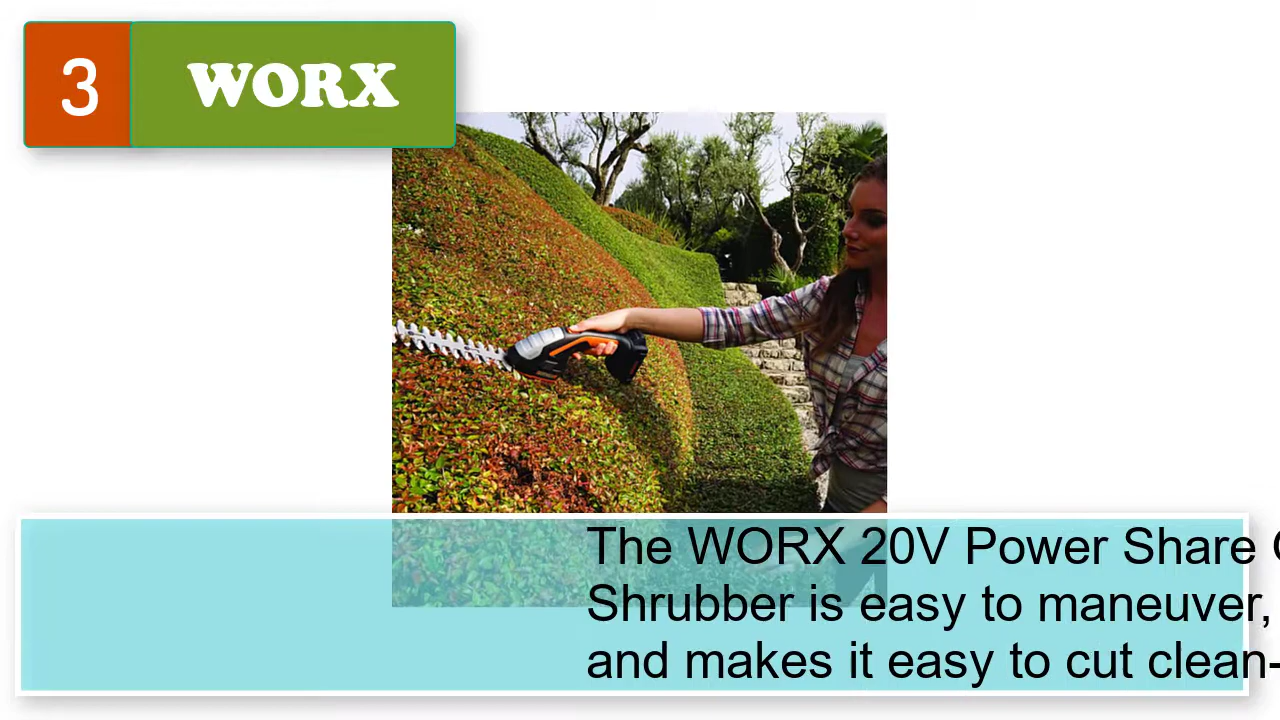 3 WORX
The WORX 20V Power Share
Shrubber is easy to maneuver,
and makes it easy to cut clean-